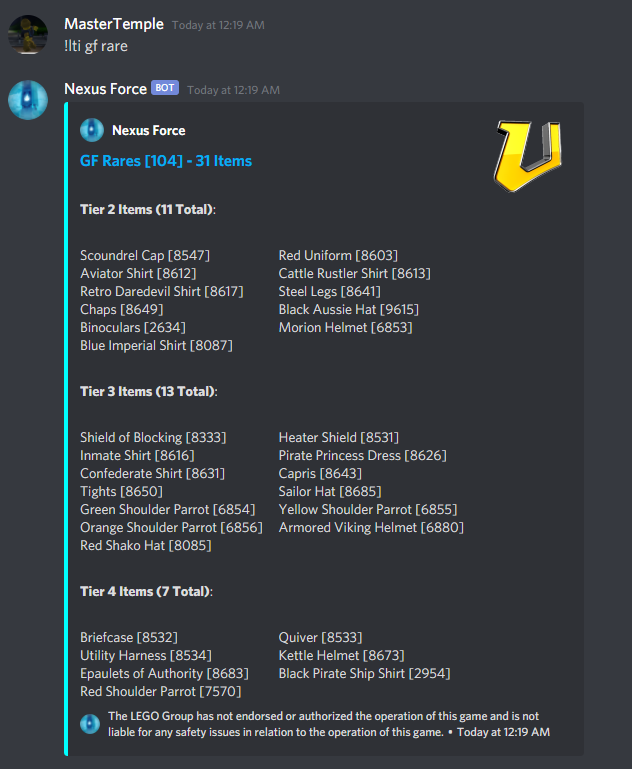 MasterTemple Today at 12:19 AM
!lti gf rare
Nexus Force BOT Today at 12:19 AM
Nexus Force
GF Rares [104] - 31 Items
Tier 2 Items (11 Total):
Scoundrel Cap [8547] Red Uniform [8603]
Aviator Shirt [8612] Cattle Rustler Shirt [8613]
Retro Daredevil Shirt [8617] Steel Legs [8641]
Chaps [8649] Black Aussie Hat [9615]
Binoculars [2634] Morion Helmet [6853]
Blue Imperial Shirt [8087]
Tier 3 Items (13 Total):
Shield of Blocking [8333] Heater Shield [8531]
Inmate Shirt [8616] Pirate Princess Dress [8626]
Confederate Shirt [8631] Capris [8643]
Tights [8650] Sailor Hat [8685]
Green Shoulder Parrot [6854] Yellow Shoulder Parrot [6855]
Orange Shoulder Parrot [6856] Armored Viking Helmet [6880]
Red Shako Hat [8085]
Tier 4 Items (7 Total):
Briefcase [8532] Quiver [8533]
Utility Harness [8534] Kettle Helmet [8673]
Epaulets of Authority [8683] Black Pirate Ship Shirt [2954]
Red Shoulder Parrot [7570]
The LEGO Group has not endorsed or authorized the operation of this game and is not
liable for any safety issues in relation to the operation of this game. • Today at 12:19 AM